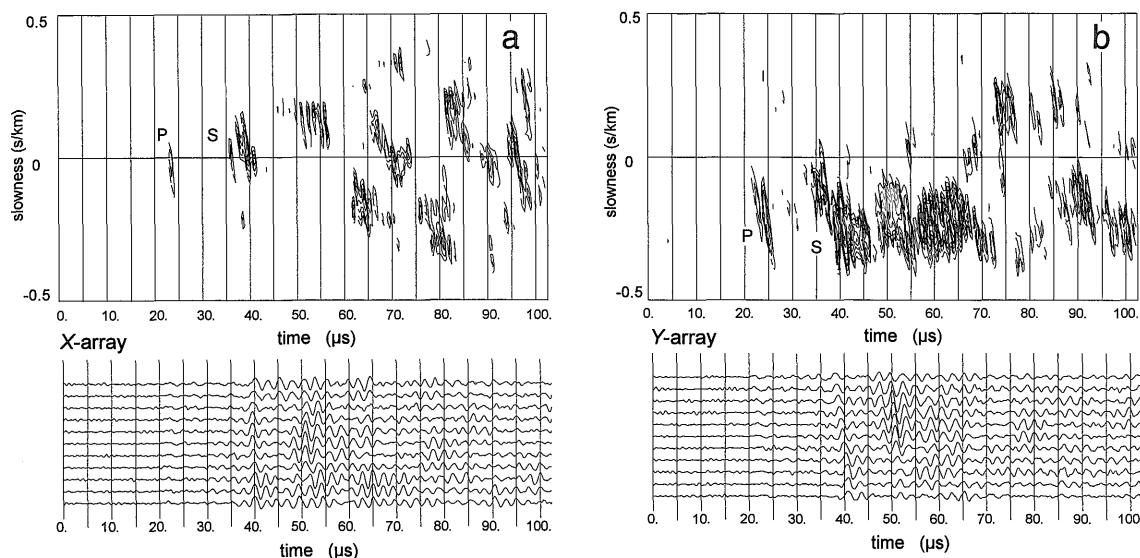 0.5
a
slowness (s/km)
P
S
0
-0.5
0. 10. 20. 30. 40. 50. 60. 70. 80. 90. 100.
X-array
time (μs)
0. 10. 20. 30. 40. 50. 60. 70. 80. 90. 100.
time (μs)
0.5
b
slowness (s/km)
0
P
S
-0.5
0. 10. 20. 30. 40. 50. 60. 70. 80. 90. 100.
Y-array
time (μs)
0. 10. 20. 30. 40. 50. 60. 70. 80. 90. 100.
time (μs)